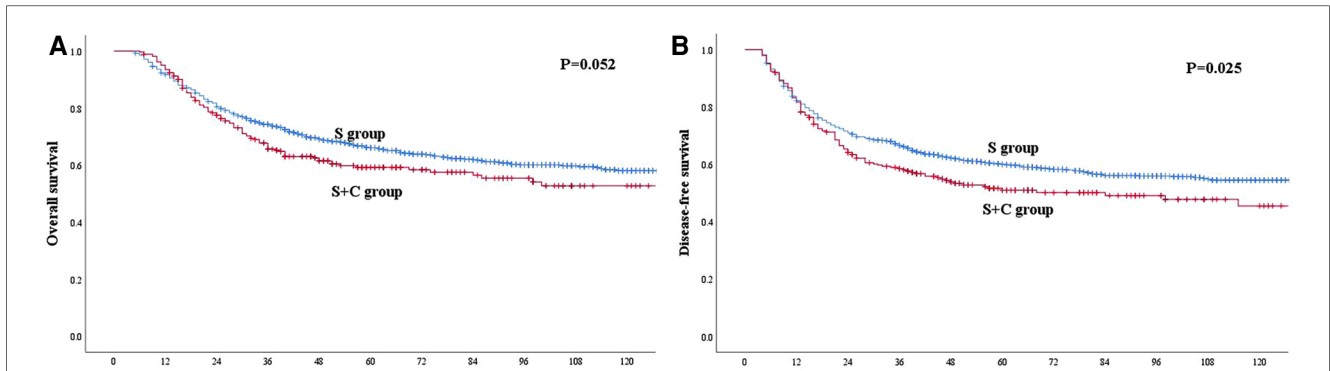 A
Overall survival
1.0
0.8
0.6
0.4
0.2
0.0
P=0.052
S group
S+C group
0 12 24 36 48 60 72 84 96 108 120
B
Disease-free survival
1.0
0.8
0.6
0.4
0.2
0.0
P=0.025
S group
S+C group
0 12 24 36 48 60 72 84 96 108 120